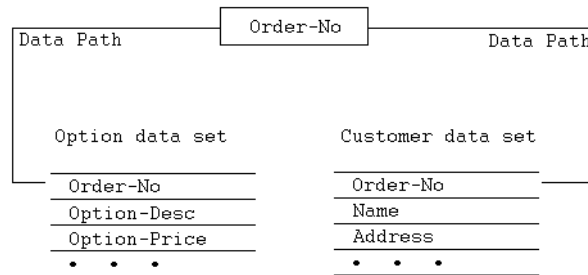 Order-No
Data Path
Data Path
Option data set
Customer data set
Order-No
Order-No
Option-Desc
Name
Option-Price
Address
• • •
• • •